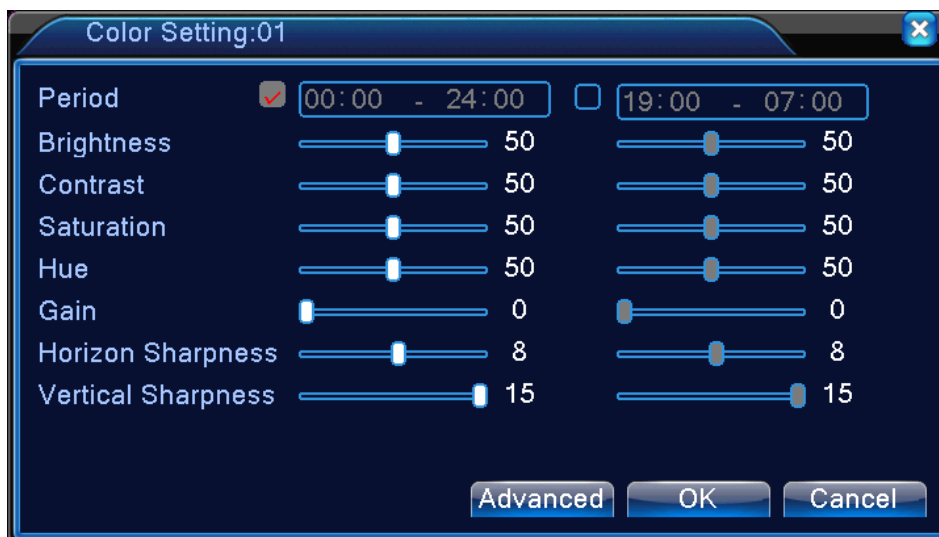 Color Setting:01
Period 00:00 - 24:00 19:00 - 07:00
Brightness 50 50
Contrast 50 50
Saturation 50 50
Hue 50 50
Gain 0 0
Horizon Sharpness 8 8
Vertical Sharpness 15 15
Advanced OK Cancel